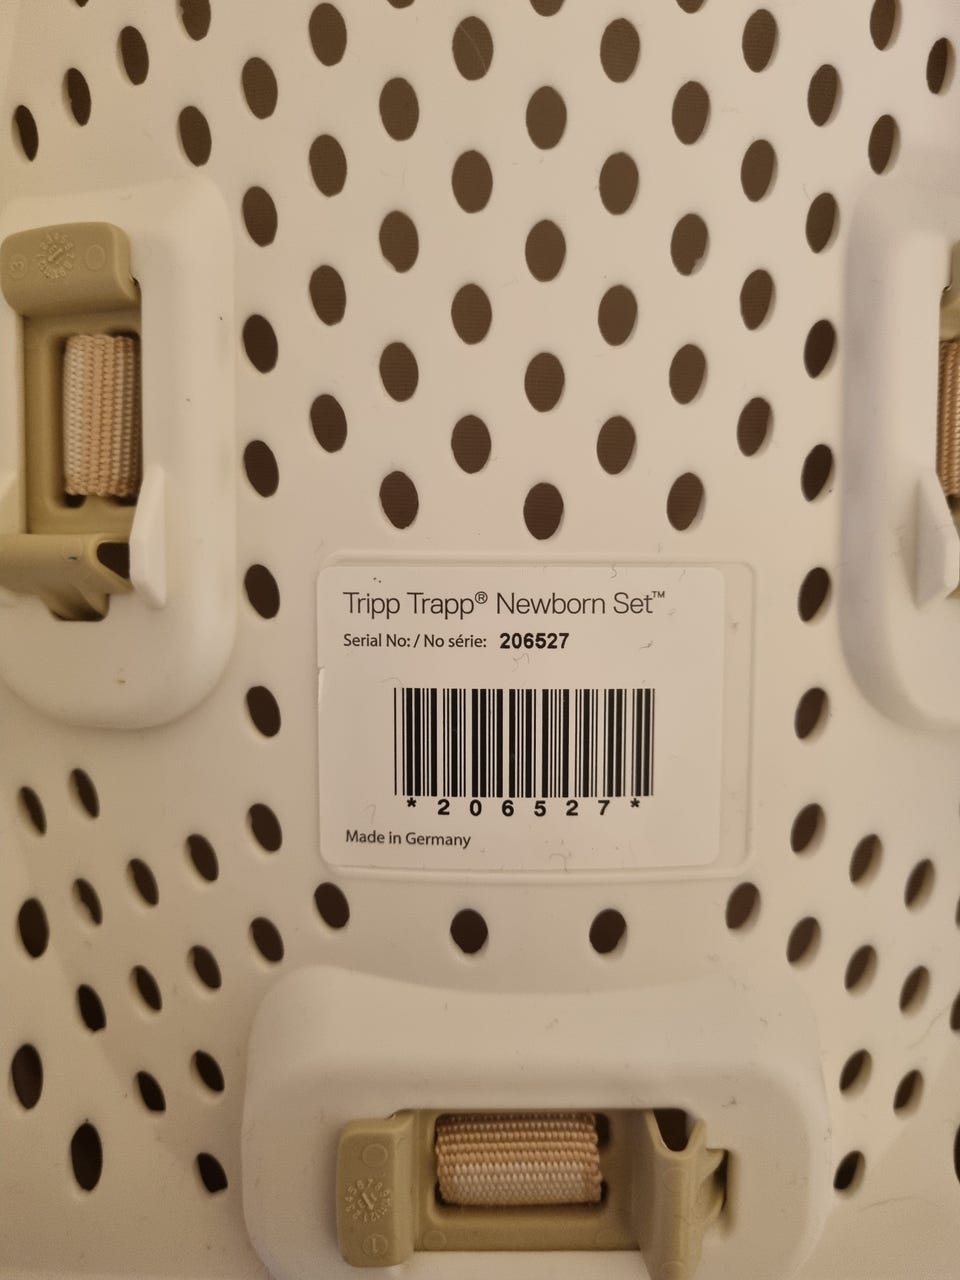 Tripp Trapp® Newborn Set™
Serial No: / No série: 206527
*206527*
Made in Germany